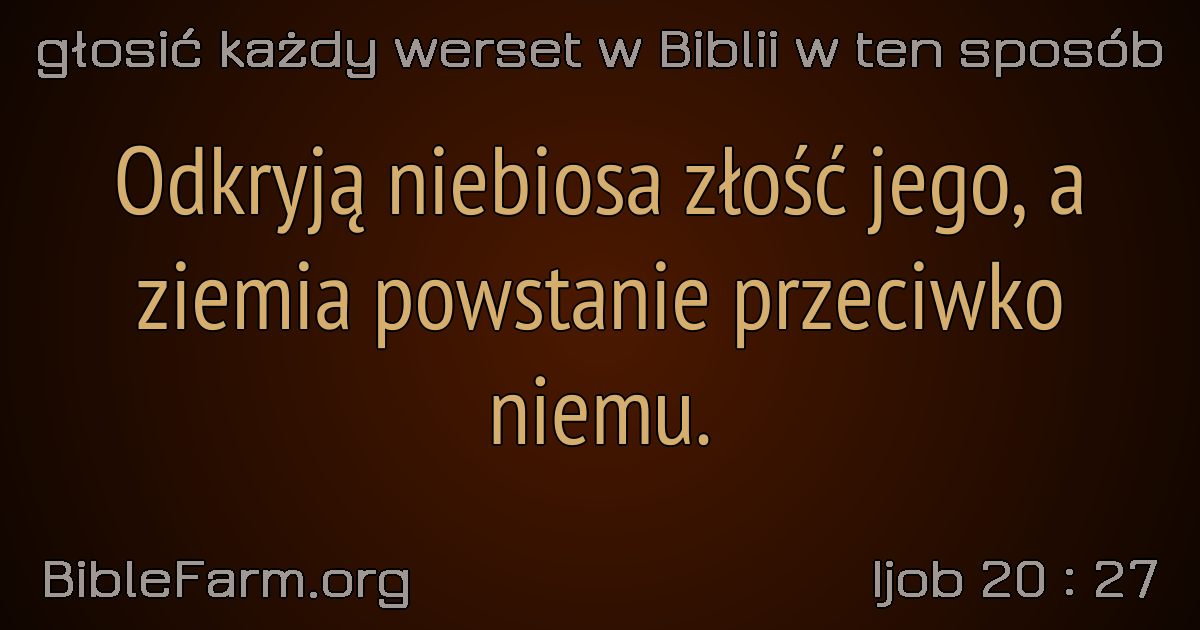 głosić każdy werset w Biblii w ten sposób
Odkryją niebiosa złość jego, a
ziemia powstanie przeciwko
niemu.
BibleFarm.org
Ijob 20 : 27